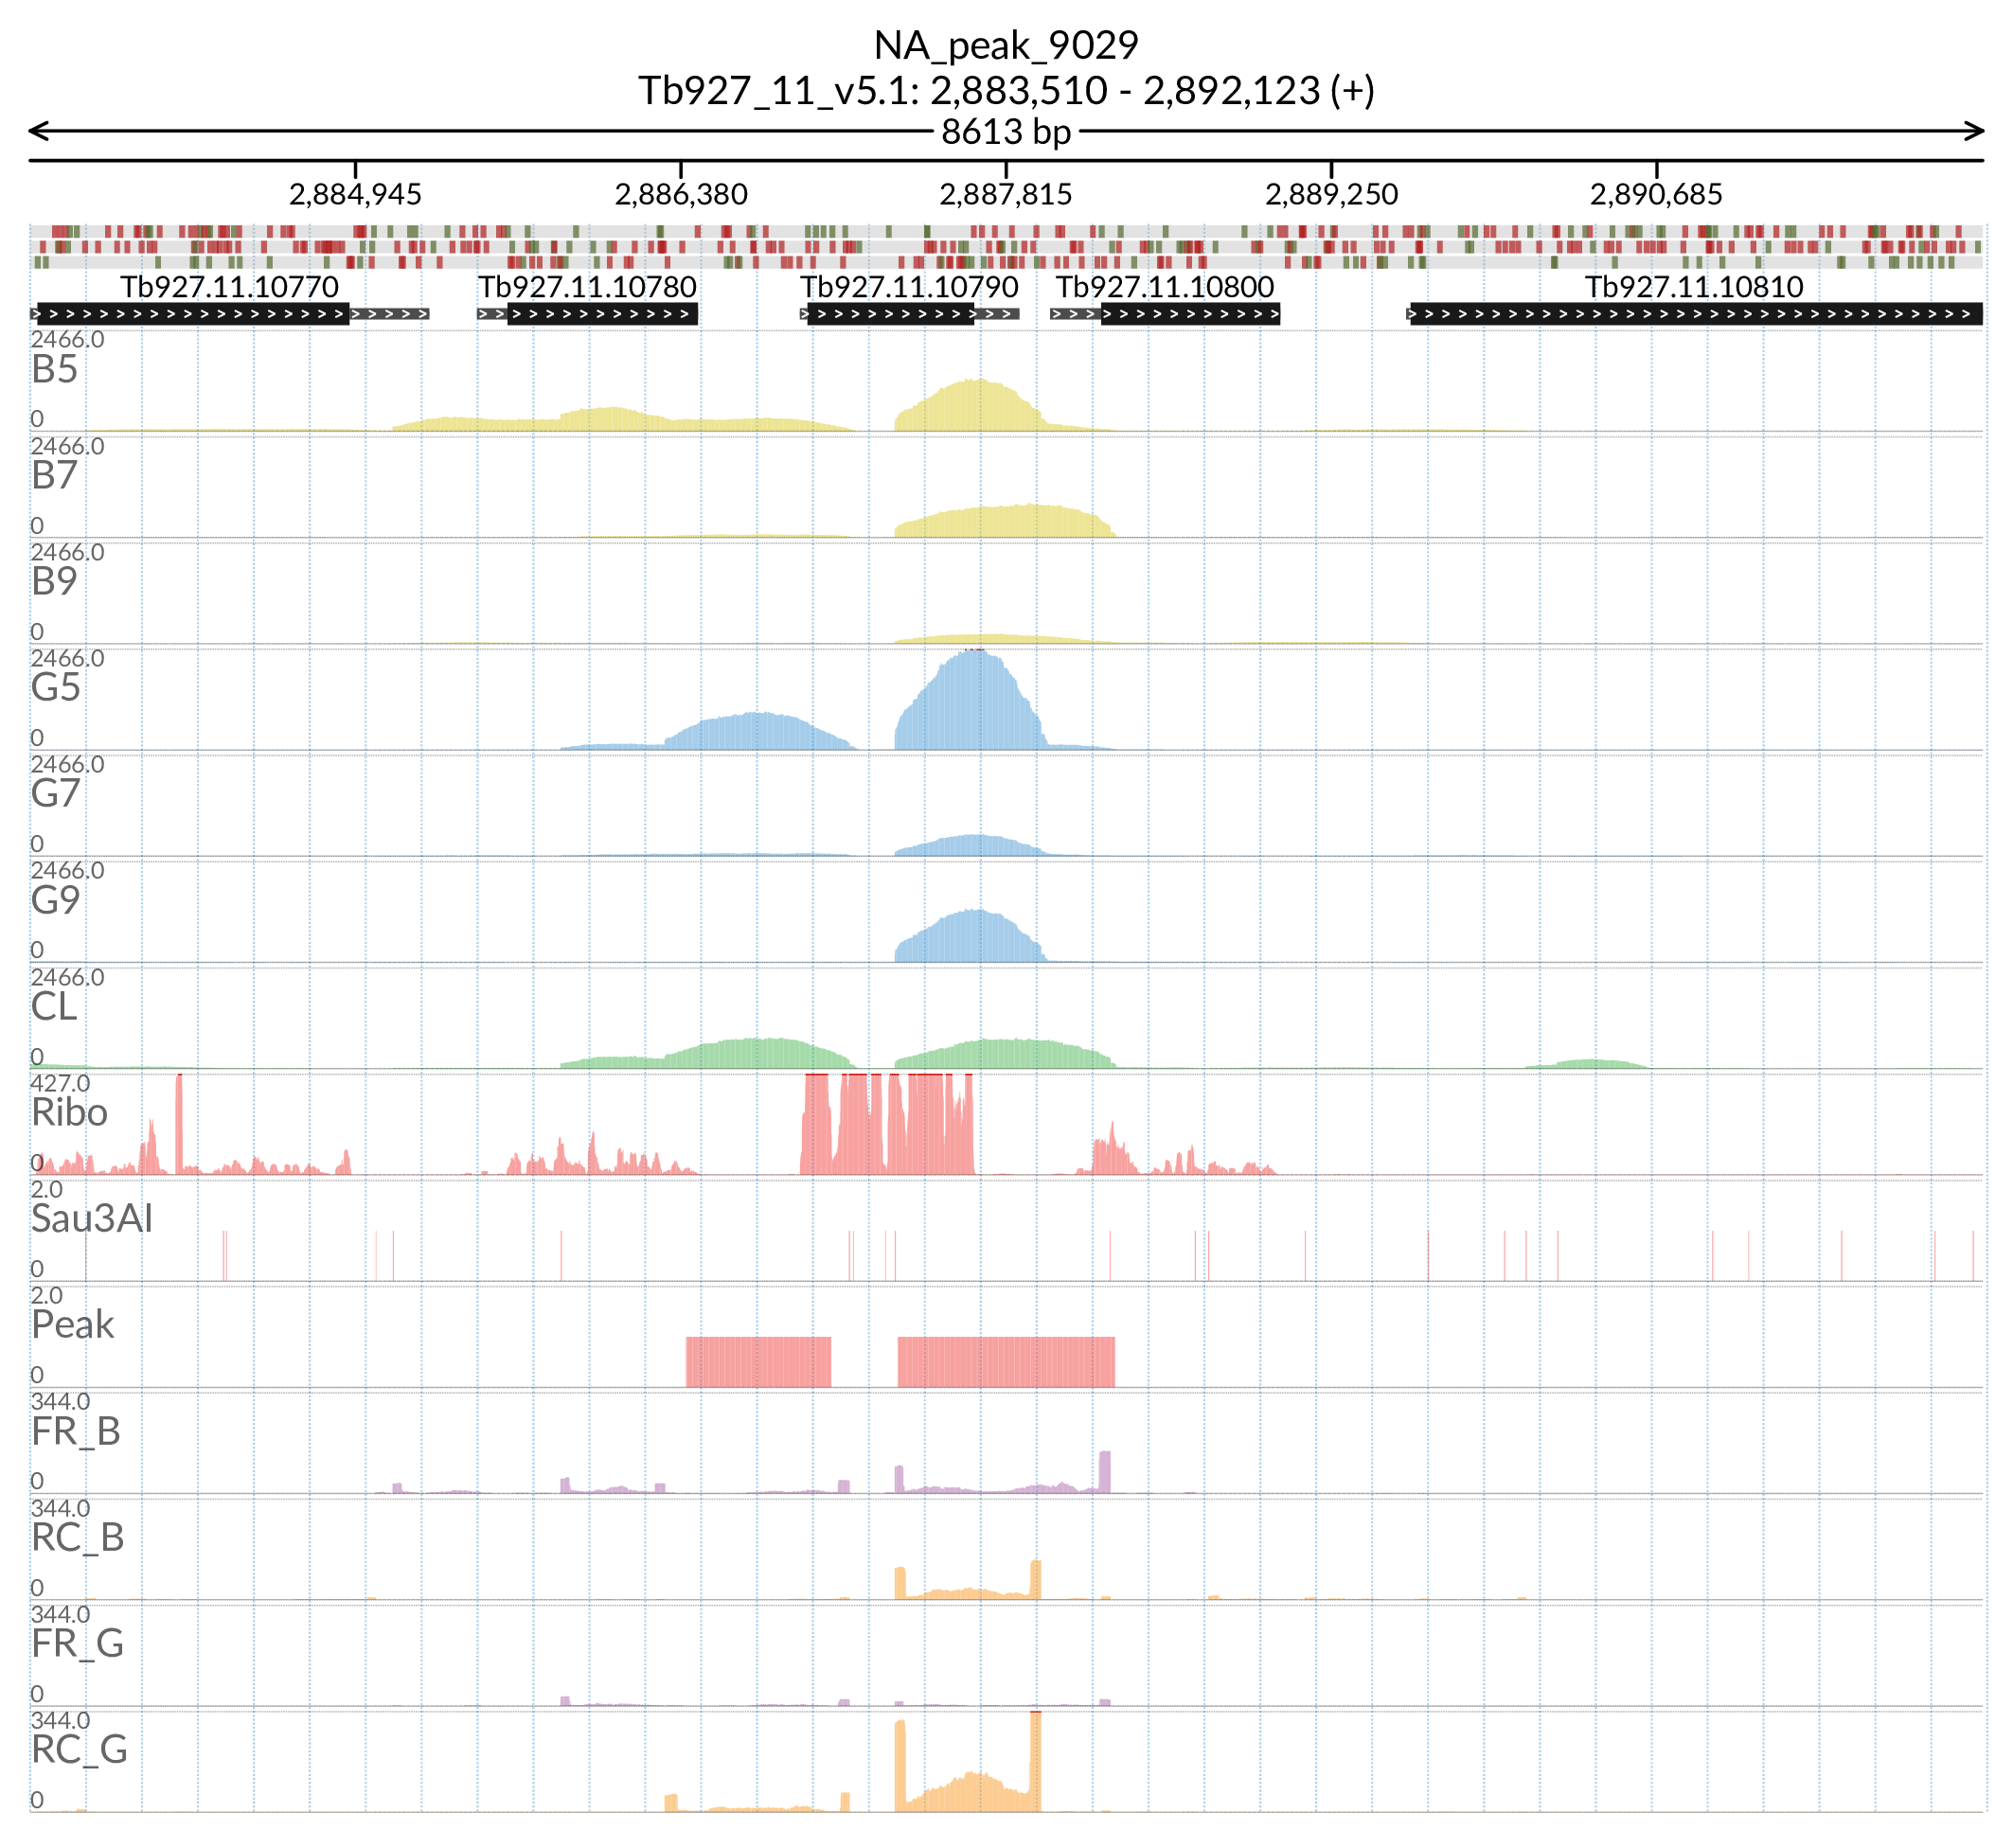 NA_peak_9029
Tb927_11_v5.1: 2,883,510 - 2,892,123 (+)
8613 bp
2,884,945 2,886,380 2,887,815 2,889,250 2,890,685
Tb927.11.10770 Tb927.11.10780 Tb927.11.10790 Tb927.11.10800 Tb927.11.10810
2466.0
B5
0
2466.0
B7
0
2466.0
B9
0
2466.0
G5
0
2466.0
G7
0
2466.0
G9
0
2466.0
CL
0
427.0
Ribo
0
2.0
Sau3AI
0
2.0
Peak
0
344.0
FR_B
0
344.0
RC_B
0
344.0
FR_G
0
344.0
RC_G
0